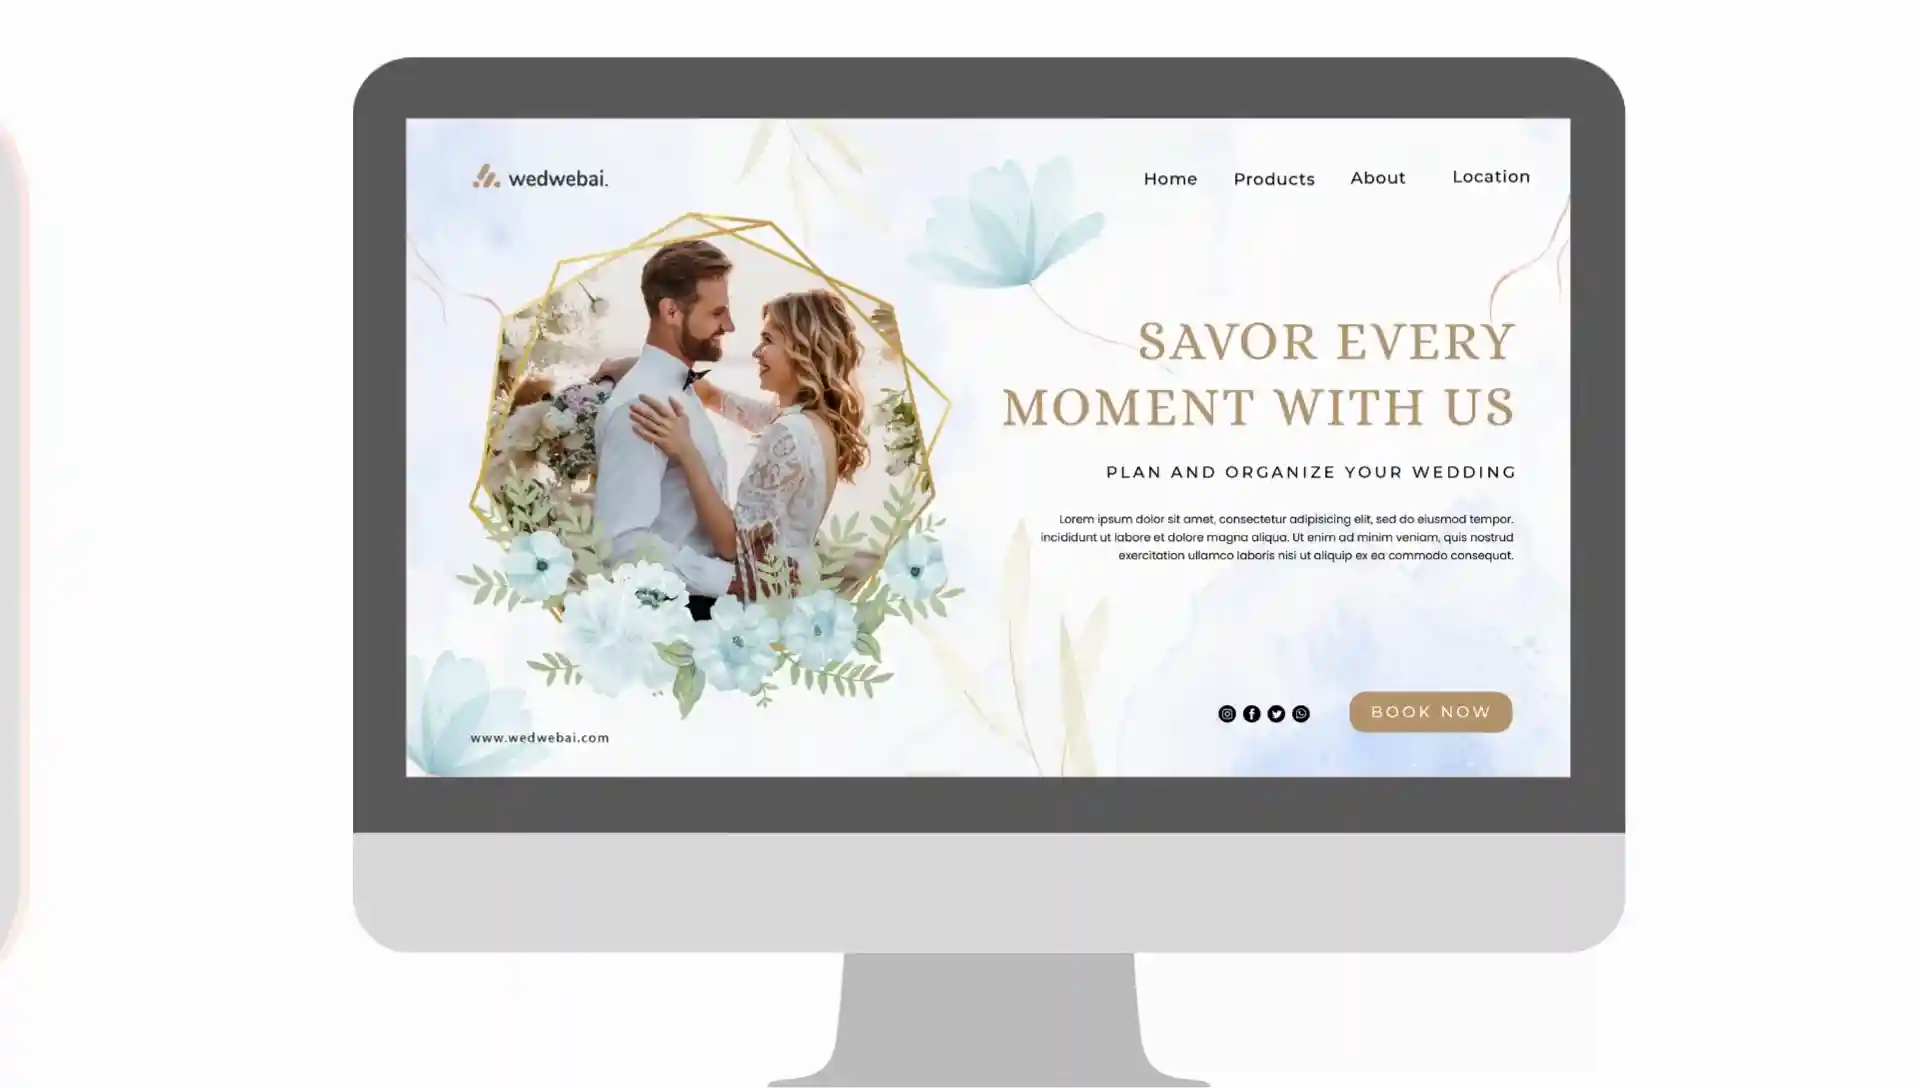 wedwebai.
Home Products About Location
SAVOR EVERY
MOMENT WITH US
PLAN AND ORGANIZE YOUR WEDDING
Lorem ipsum dolor sit amet, consectetur adipisicing elit, sed do eiusmod tempor.
incididunt ut labore et dolore magna aliqua. Ut enim ad minim veniam, quis nostrud
exercitation ullamco laboris nisi ut aliquip ex ea commodo consequat.
BOOK NOW
www.wedwebai.com